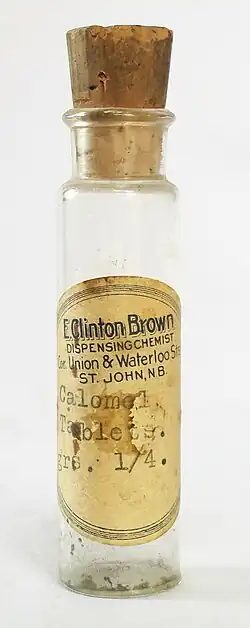 E. Clinton Brown
DISPENSING CHEMIST
Cor. Union & Waterloo Sts
ST. JOHN, N.B.
Calomel
Tablets.
grs. 1/4.